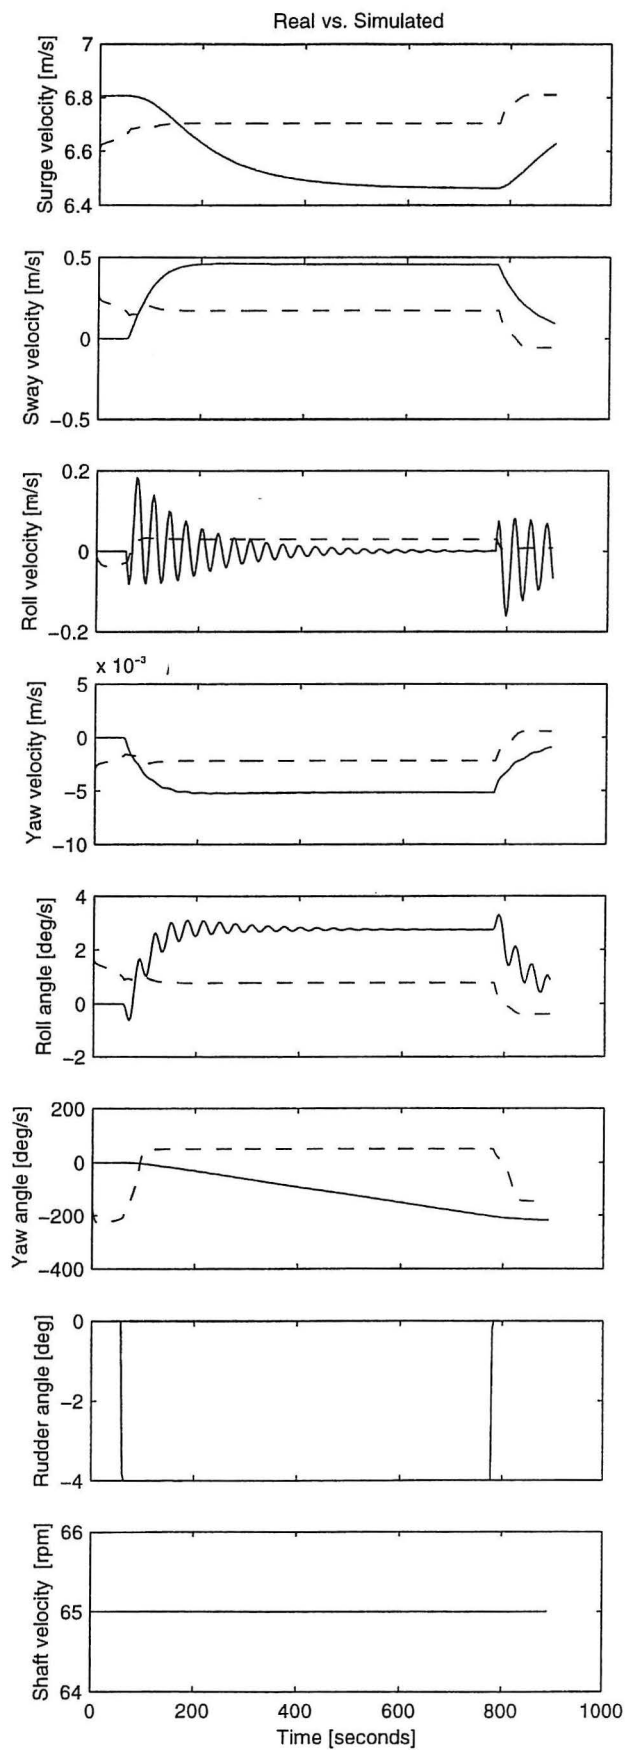 Real vs. Simulated
7
6.8
6.6
6.4
Surge velocity [m/s]
0.5
0
−0.5
Sway velocity [m/s]
0.2
0
−0.2
Roll velocity [m/s]
x 10⁻³
5
0
−5
−10
Yaw velocity [m/s]
4
2
0
−2
Roll angle [deg/s]
200
0
−200
−400
Yaw angle [deg/s]
0
−2
−4
Rudder angle [deg]
66
65
64
Shaft velocity [rpm]
0 200 400 600 800 1000
Time [seconds]